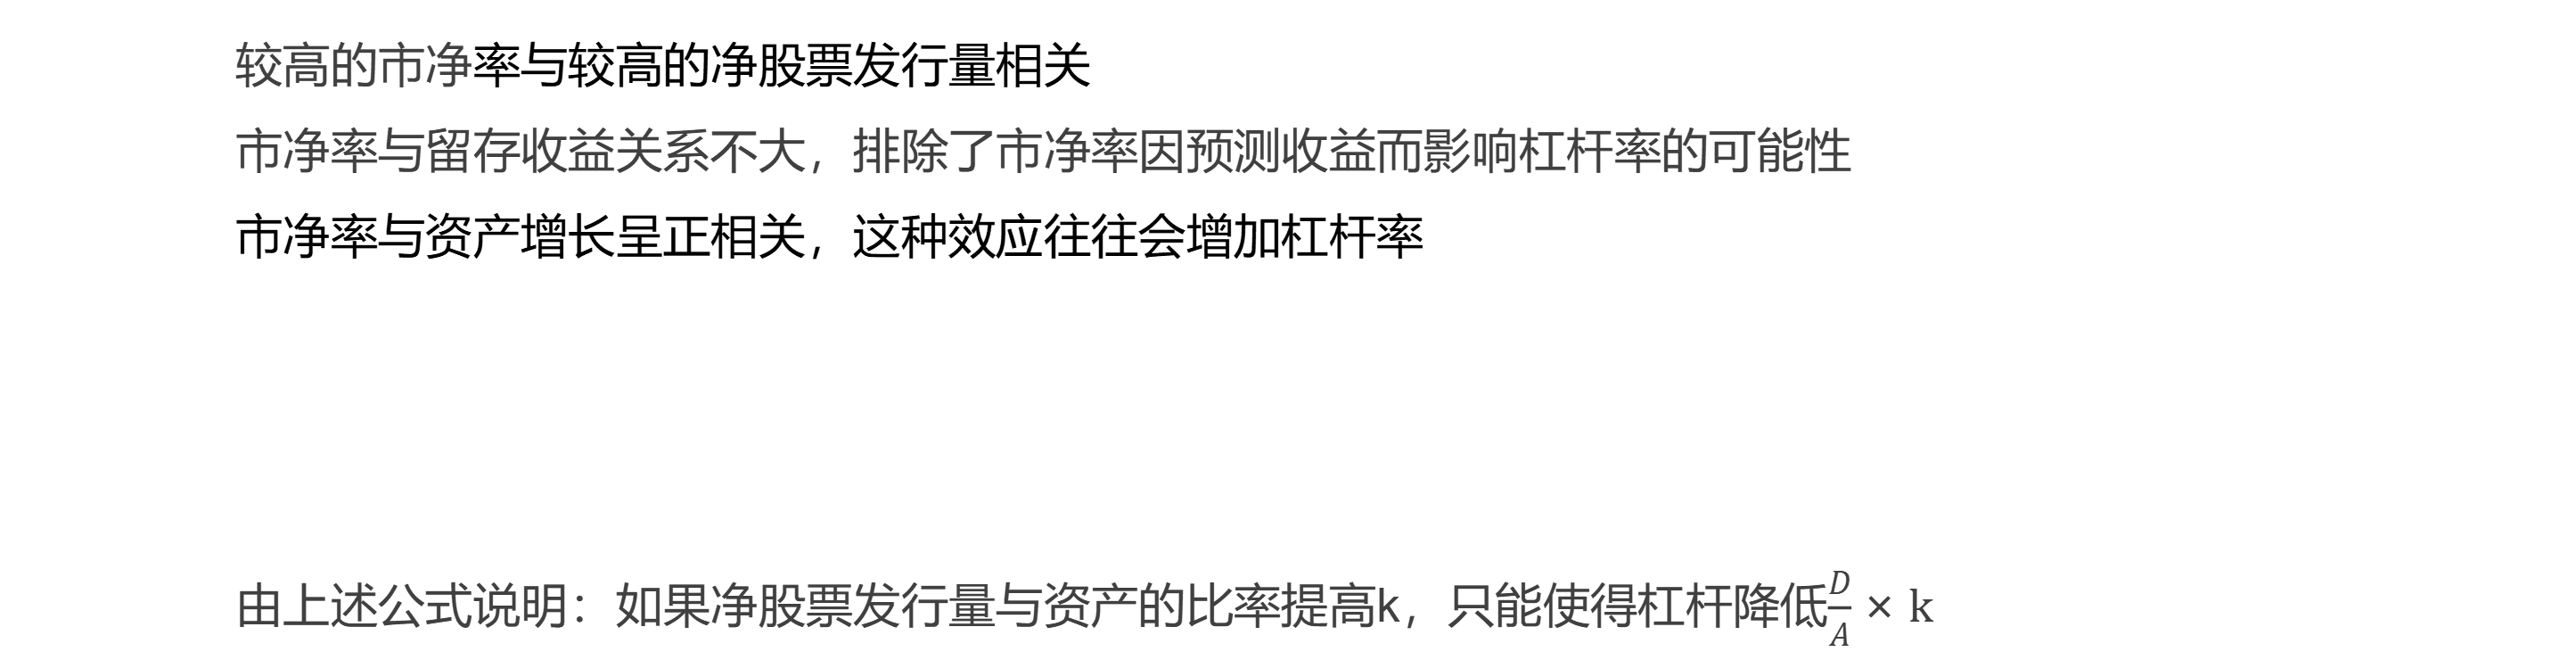 较高的市净率与较高的净股票发行量相关
市净率与留存收益关系不大，排除了市净率因预测收益而影响杠杆率的可能性
市净率与资产增长呈正相关，这种效应往往会增加杠杆率
由上述公式说明：如果净股票发行量与资产的比率提高k，只能使得杠杆降低$\frac{D}{A} \times k$